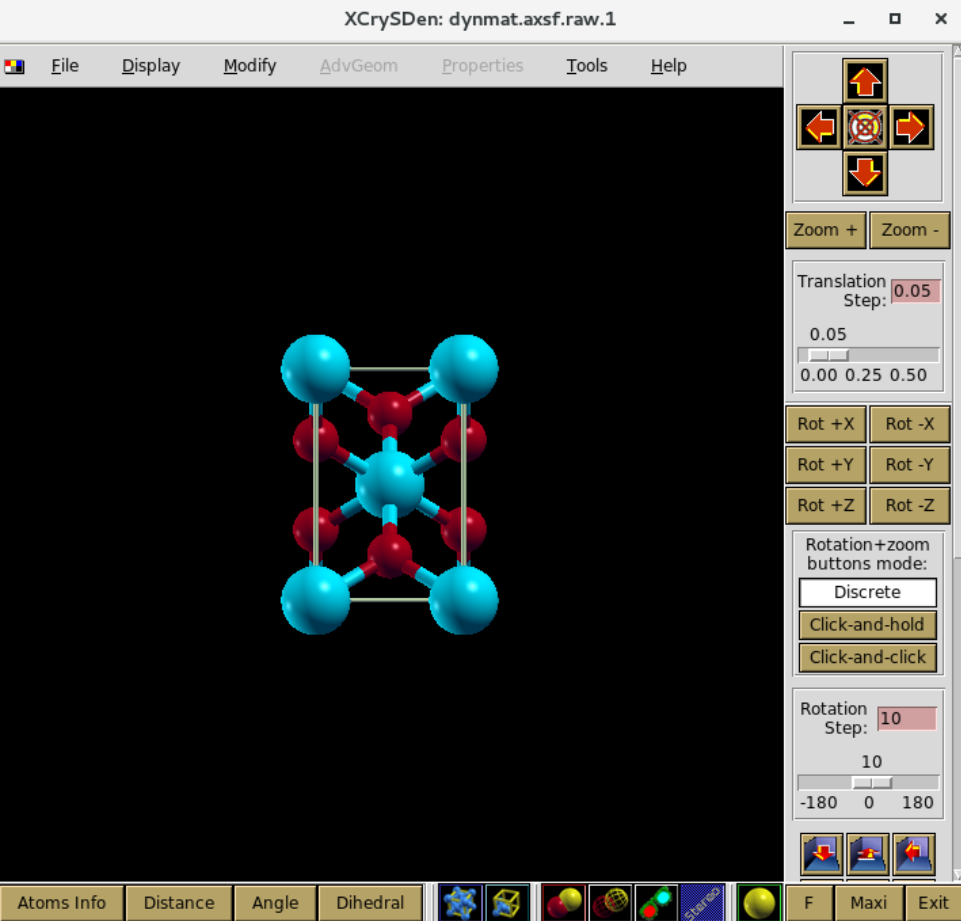 XCrySDen: dynmat.axsf.raw.1
File Display Modify AdvGeom Properties Tools Help
Zoom + Zoom -
Translation
Step: 0.05
0.05
0.00 0.25 0.50
Rot +X Rot -X
Rot +Y Rot -Y
Rot +Z Rot -Z
Rotation+zoom
buttons mode:
Discrete
Click-and-hold
Click-and-click
Rotation
Step: 10
10
-180 0 180
Atoms Info Distance Angle Dihedral Stereo F Maxi Exit